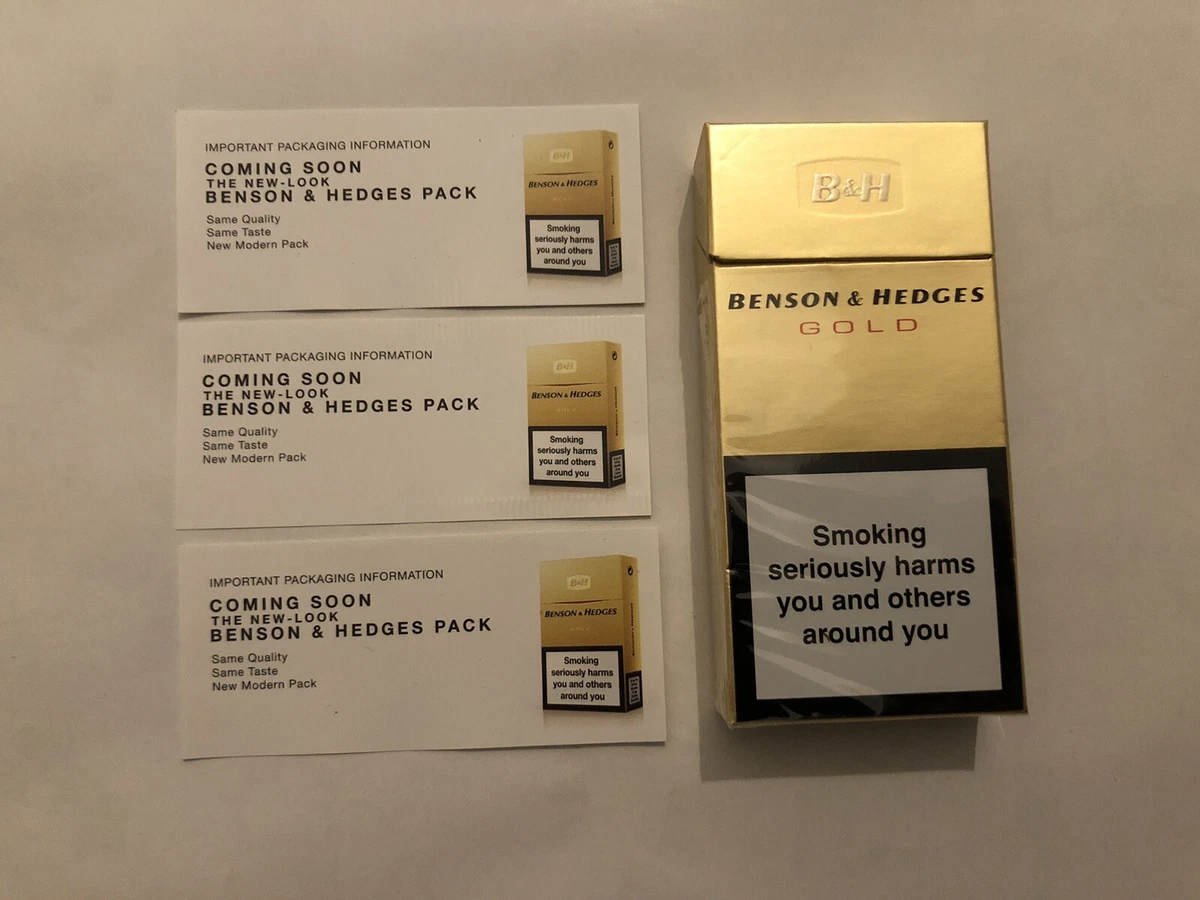 IMPORTANT PACKAGING INFORMATION
COMING SOON
THE NEW-LOOK
BENSON & HEDGES PACK
Same Quality
Same Taste
New Modern Pack
B&H
BENSON & HEDGES
GOLD
Smoking
seriously harms
you and others
around you
IMPORTANT PACKAGING INFORMATION
COMING SOON
THE NEW-LOOK
BENSON & HEDGES PACK
Same Quality
Same Taste
New Modern Pack
B&H
BENSON & HEDGES
GOLD
Smoking
seriously harms
you and others
around you
IMPORTANT PACKAGING INFORMATION
COMING SOON
THE NEW-LOOK
BENSON & HEDGES PACK
Same Quality
Same Taste
New Modern Pack
B&H
BENSON & HEDGES
GOLD
Smoking
seriously harms
you and others
around you
B&H
BENSON & HEDGES
GOLD
Smoking
seriously harms
you and others
around you